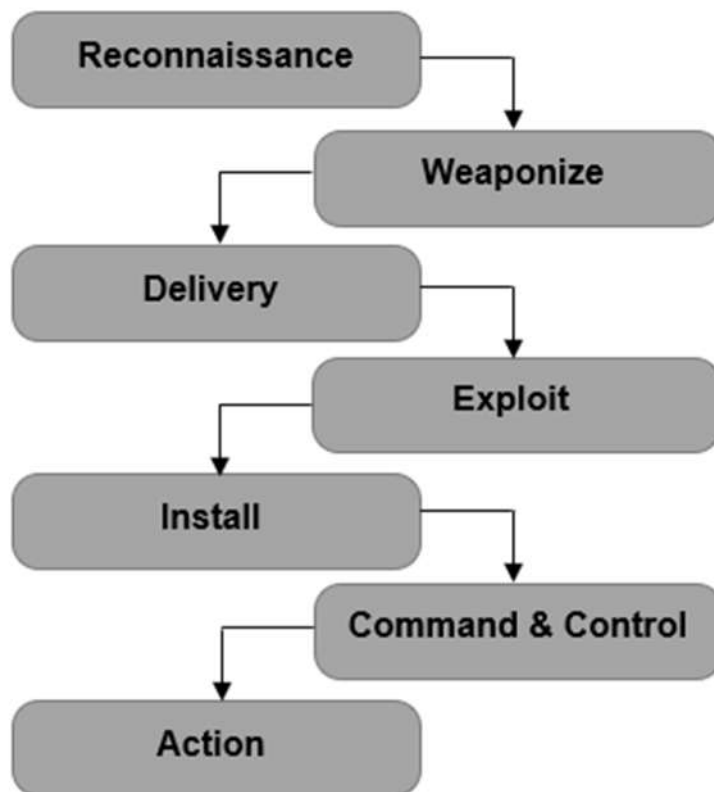 Reconnaissance
Weaponize
Delivery
Exploit
Install
Command & Control
Action